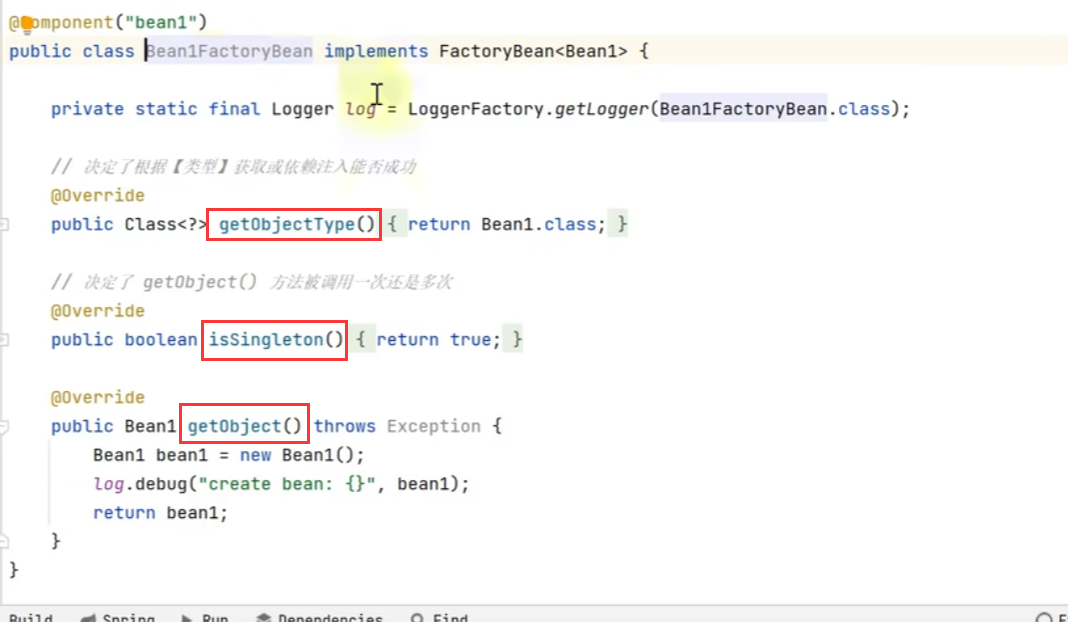 @Component("bean1")
public class Bean1FactoryBean implements FactoryBean<Bean1> {
private static final Logger log = LoggerFactory.getLogger(Bean1FactoryBean.class);
// 决定了根据【类型】获取或依赖注入能否成功
@Override
public Class<?> getObjectType() { return Bean1.class; }
// 决定了 getObject() 方法被调用一次还是多次
@Override
public boolean isSingleton() { return true; }
@Override
public Bean1 getObject() throws Exception {
Bean1 bean1 = new Bean1();
log.debug("create bean: {}", bean1);
return bean1;
}
}
Build Spring Run Dependencies Find